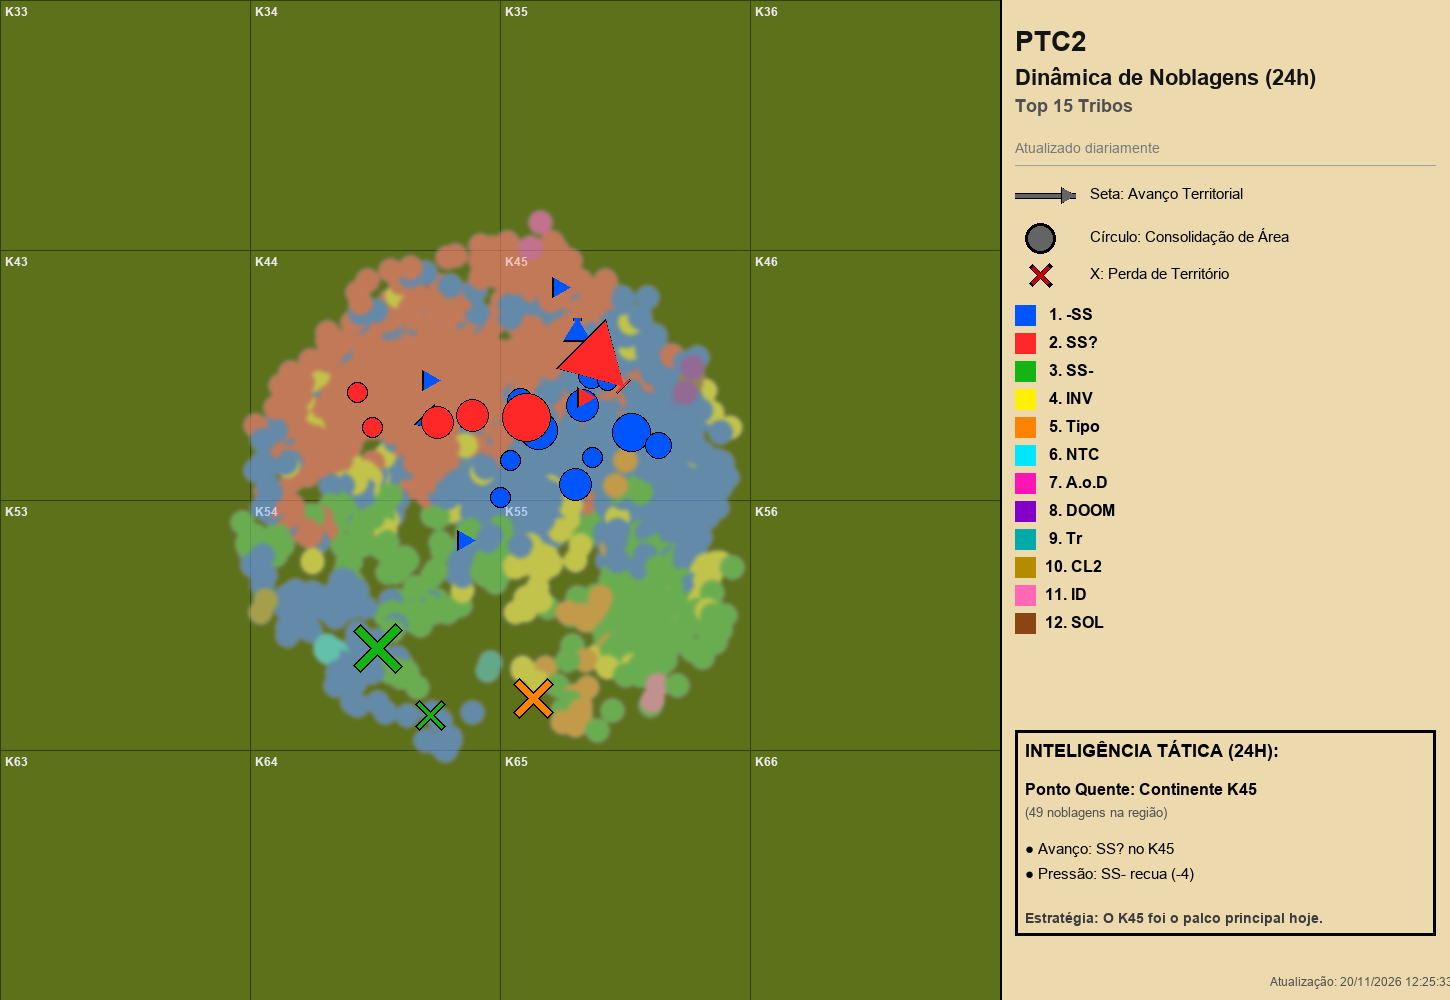 K33
K34
K35
K36
K43
K44
K45
K46
K53
K54
K55
K56
K63
K64
K65
K66
PTC2
Dinâmica de Noblagens (24h)
Top 15 Tribos
Atualizado diariamente
Seta: Avanço Territorial
Círculo: Consolidação de Área
X: Perda de Território
1. -SS
2. SS?
3. SS-
4. INV
5. Tipo
6. NTC
7. A.o.D
8. DOOM
9. Tr
10. CL2
11. ID
12. SOL
INTELIGÊNCIA TÁTICA (24H):
Ponto Quente: Continente K45
(49 noblagens na região)
● Avanço: SS? no K45
● Pressão: SS- recua (-4)
Estratégia: O K45 foi o palco principal hoje.
Atualização: 20/11/2026 12:25:33